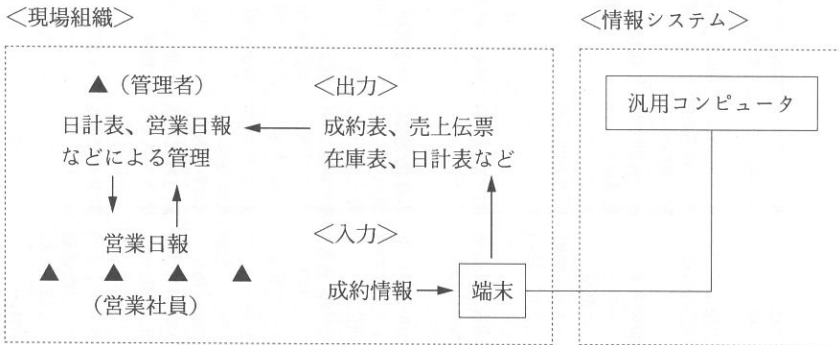 ＜現場組織＞
＜情報システム＞
▲（管理者）
日計表、営業日報
などによる管理
営業日報
▲ ▲ ▲ ▲
（営業社員）
＜出力＞
成約表、売上伝票
在庫表、日計表など
＜入力＞
成約情報
端末
汎用コンピュータ